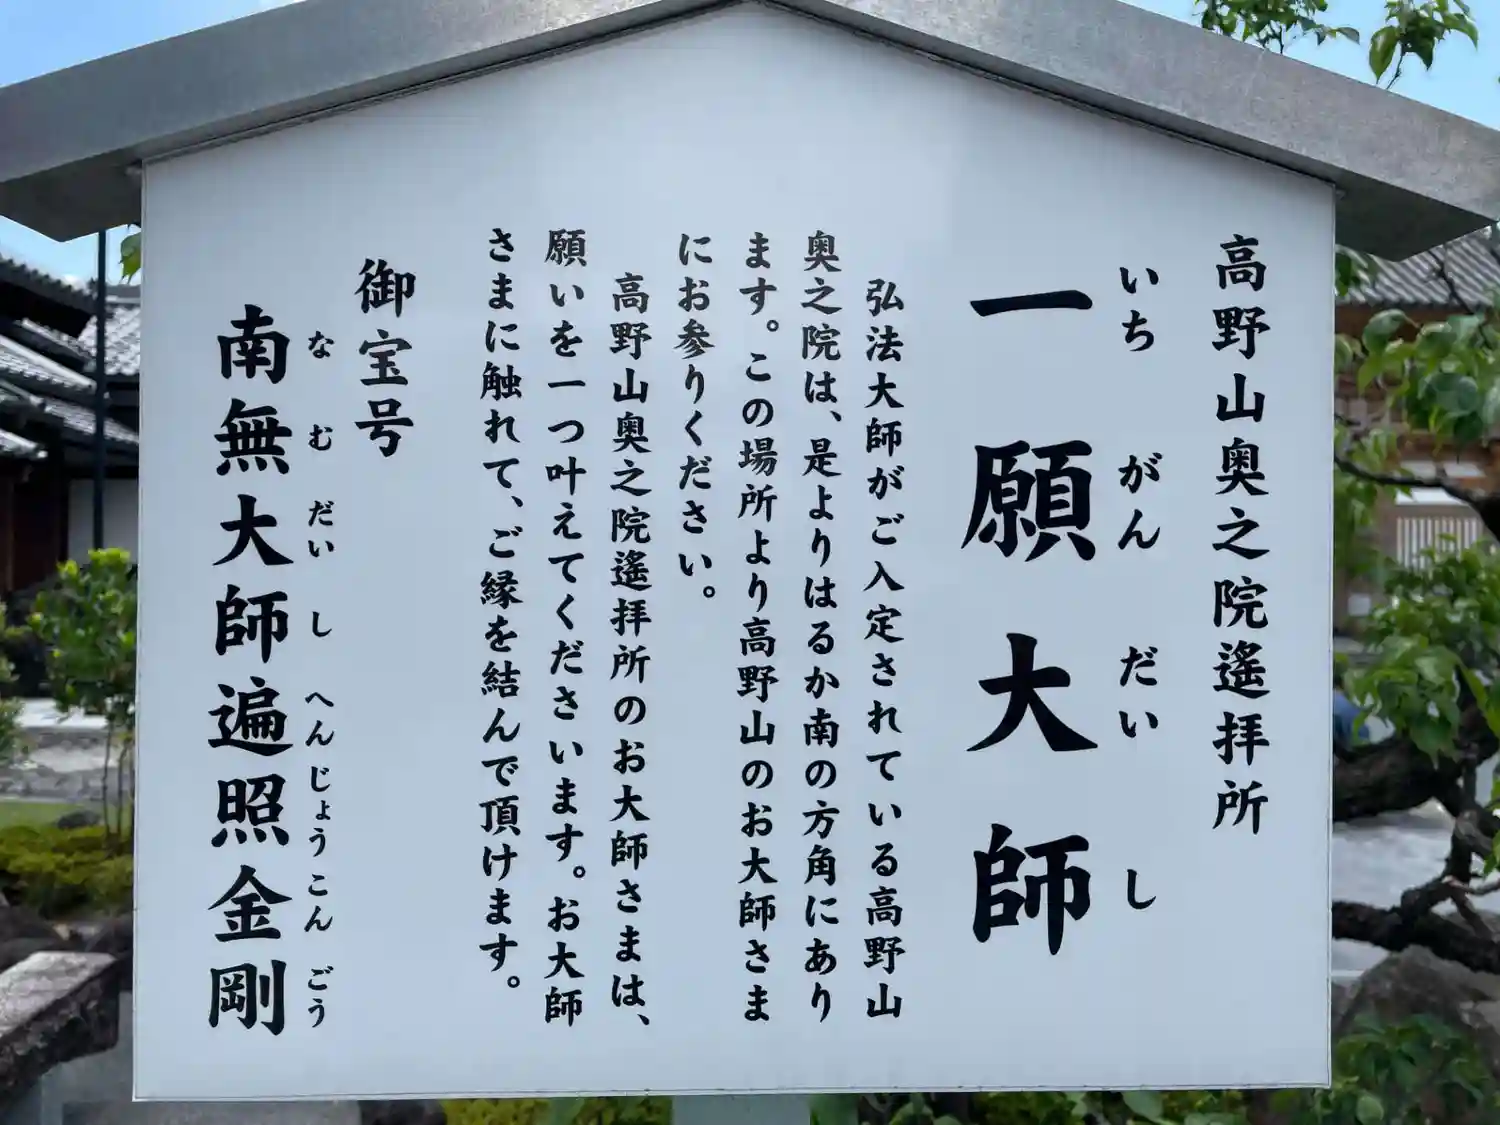 高野山奥之院遙拝所
いち がん だい し
一願大師
弘法大師がご入定されている高野山
奥之院は、是よりはるか南の方角にあり
ます。この場所より高野山のお大師さま
にお参りください。
高野山奥之院遙拝所のお大師さまは、
願いを一つ叶えてくださいます。お大師
さまに触れて、ご縁を結んで頂けます。
御宝号
な む だい し へんじょうこんごう
南無大師遍照金剛